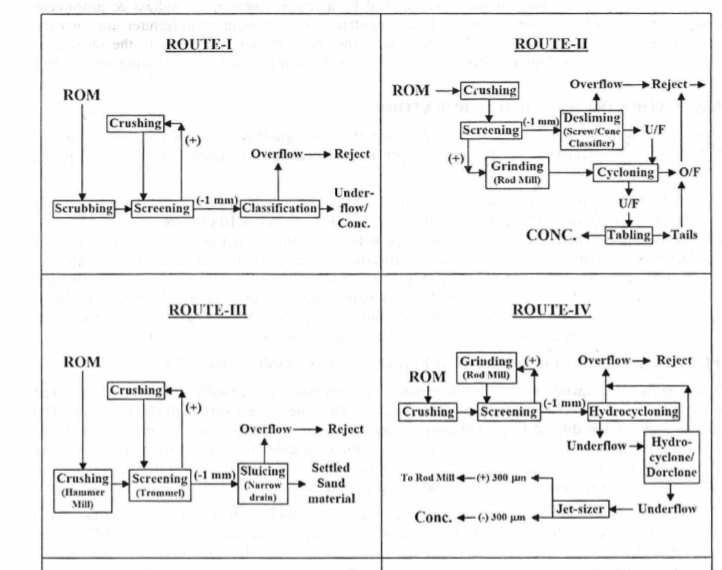 ROUTE-I
ROM
Crushing
(+)
Overflow
Reject
Scrubbing
Screening
(-1 mm)
Classification
Under-
flow/
Conc.
ROUTE-II
ROM
Crushing
Overflow
Reject
Screening
(-1 mm)
Desliming
(Screw/Cone
Classifier)
U/F
(+)
Grinding
(Rod Mill)
Cycloning
O/F
U/F
CONC.
Tabling
Tails
ROUTE-III
ROM
Crushing
(+)
Overflow
Reject
Crushing
(Hammer
Mill)
Screening
(Trommel)
(-1 mm)
Sluicing
(Narrow
drain)
Settled
Sand
material
ROUTE-IV
Grinding
(Rod Mill)
(+)
Overflow
Reject
ROM
Crushing
Screening
(-1 mm)
Hydrocycloning
Underflow
Hydro-
cyclone/
Dorclone
To Rod Mill
(+) 300 µm
Jet-sizer
Underflow
Conc.
(-) 300 µm